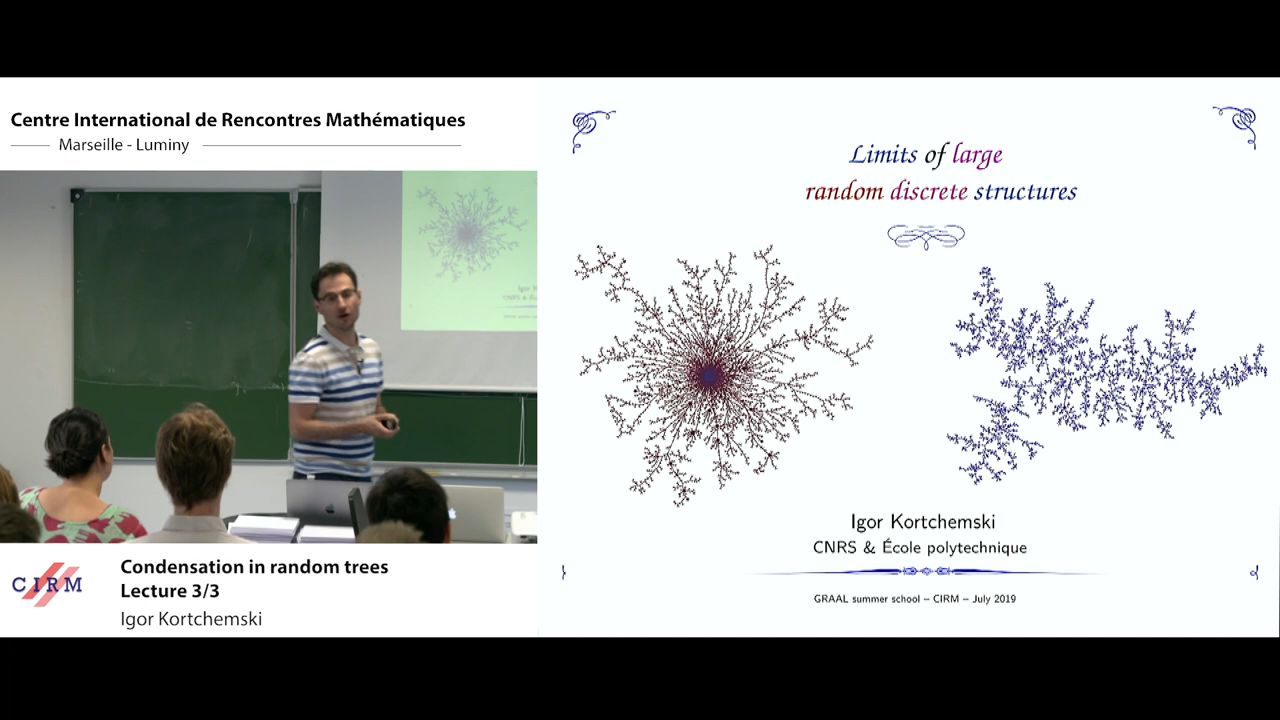 Centre International de Rencontres Mathématiques
Marseille - Luminy
Limits of large
random discrete structures
Igor Kortchemski
CNRS & École polytechnique
GRAAL summer school – CIRM – July 2019
CIRM
Condensation in random trees
Lecture 3/3
Igor Kortchemski